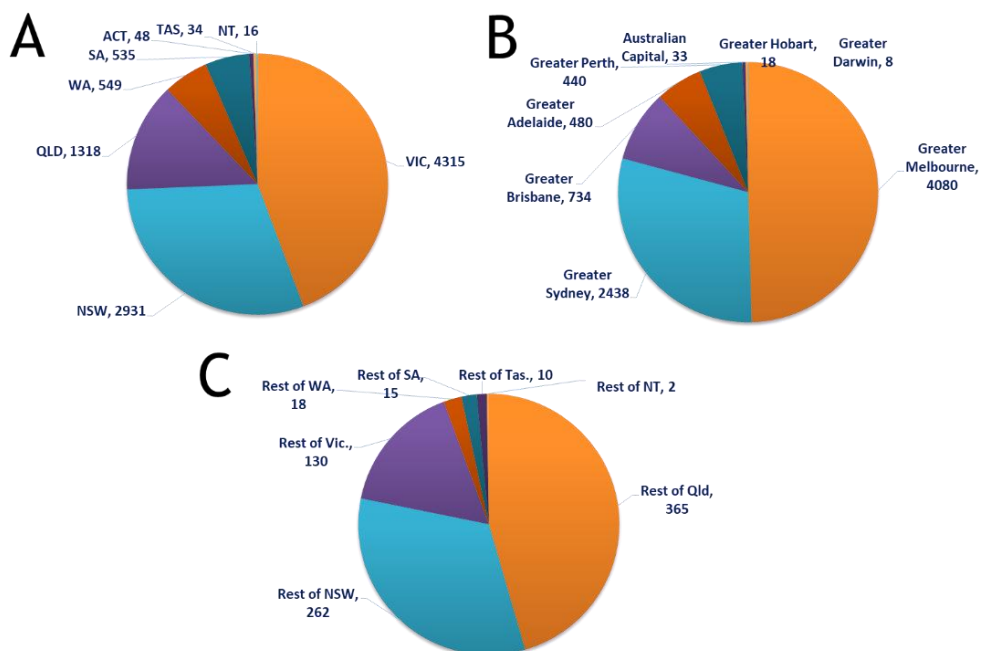 A
ACT, 48
TAS, 34
NT, 16
SA, 535
WA, 549
QLD, 1318
VIC, 4315
NSW, 2931
B
Australian
Capital, 33
Greater Hobart,
18
Greater
Darwin, 8
Greater Perth,
440
Greater
Adelaide, 480
Greater
Brisbane, 734
Greater
Melbourne,
4080
Greater
Sydney, 2438
C
Rest of WA,
18
Rest of SA,
15
Rest of Tas., 10
Rest of NT, 2
Rest of Vic.,
130
Rest of Qld,
365
Rest of NSW,
262